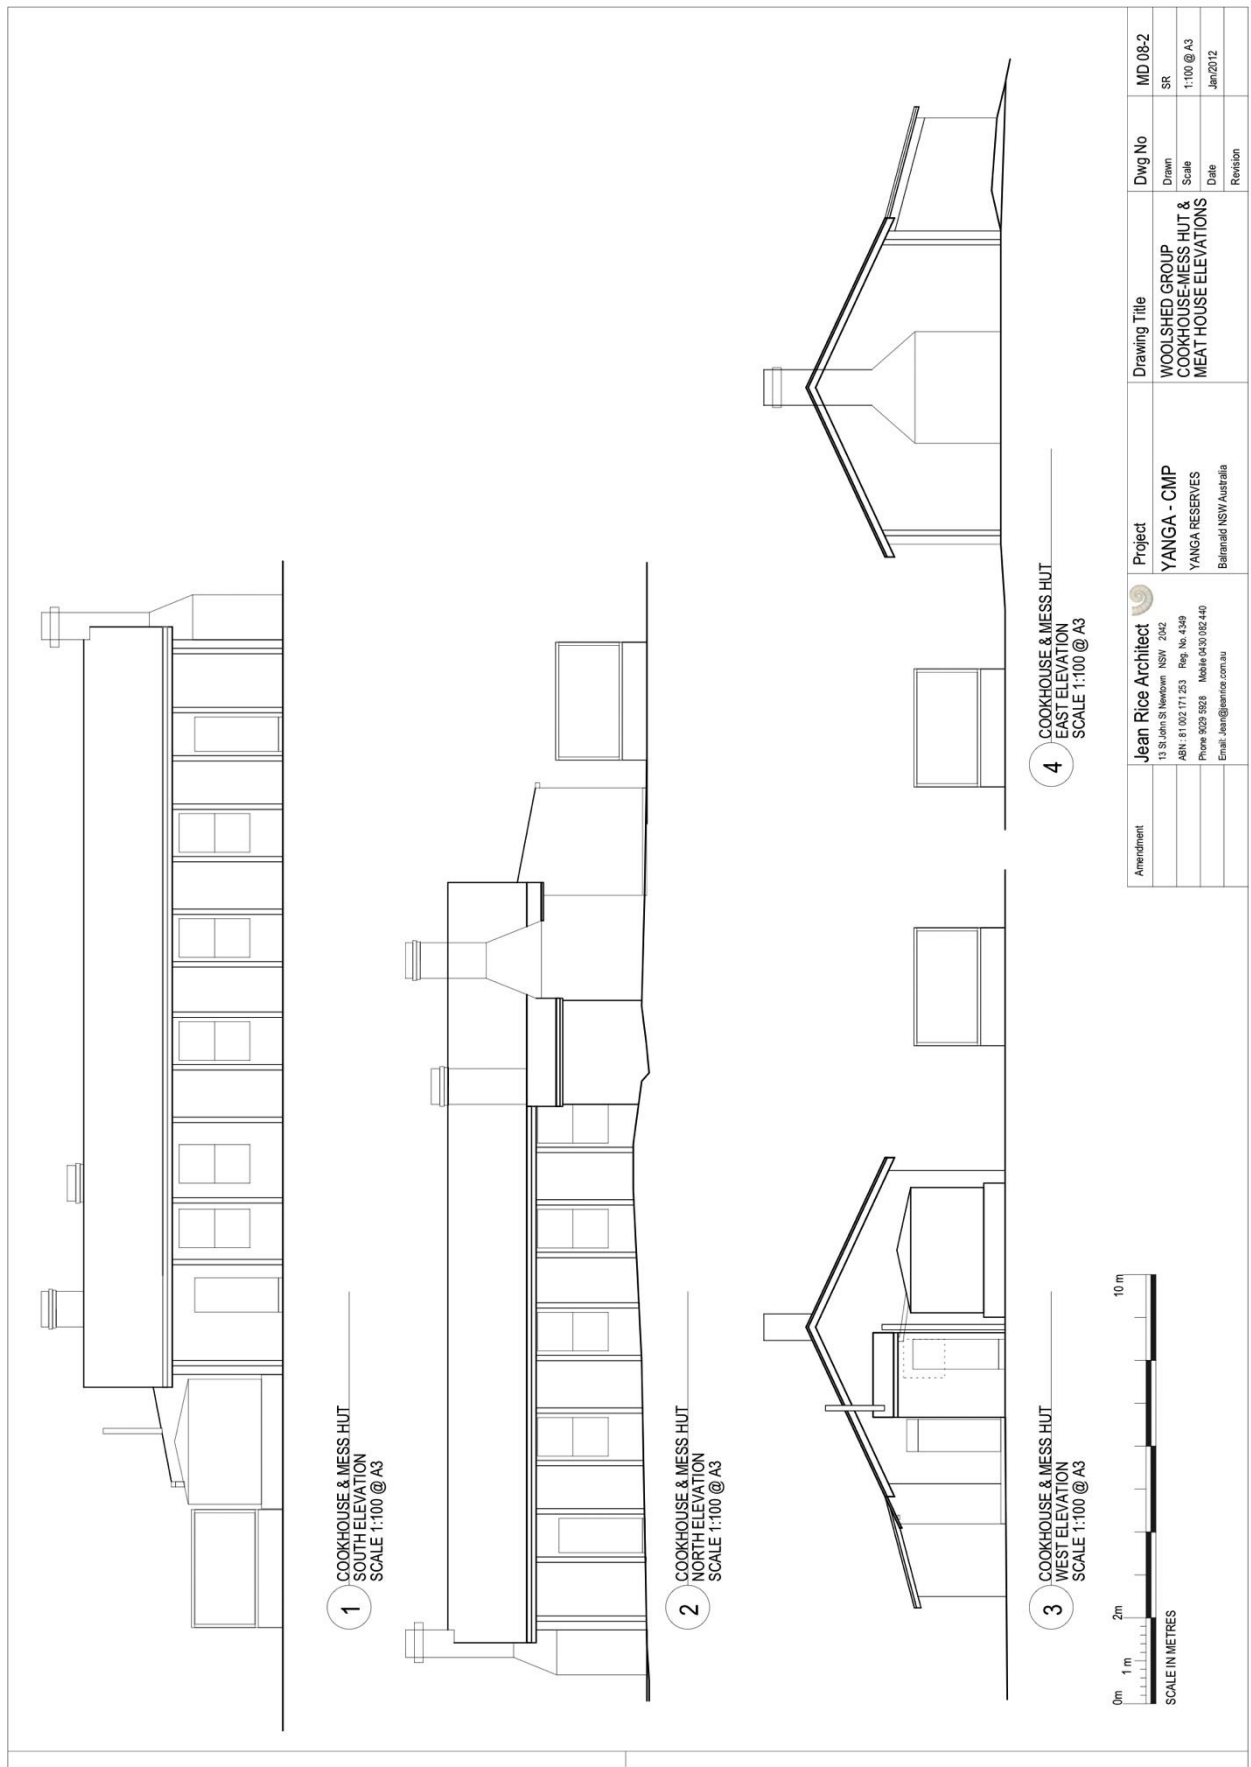 1
COOKHOUSE & MESS HUT
SOUTH ELEVATION
SCALE 1:100 @ A3
2
COOKHOUSE & MESS HUT
NORTH ELEVATION
SCALE 1:100 @ A3
3
COOKHOUSE & MESS HUT
WEST ELEVATION
SCALE 1:100 @ A3
4
COOKHOUSE & MESS HUT
EAST ELEVATION
SCALE 1:100 @ A3
0m 1 m 2m 10 m
SCALE IN METRES
Amendment
Jean Rice Architect
13 St John St Newtown NSW 2042
ABN : 81 002 171 253 Reg. No. 4349
Phone 9029 5928 Mobile 0430 082 440
Email: Jean@jeanrice.com.au
Project
YANGA - CMP
YANGA RESERVES
Balranald NSW Australia
Drawing Title
WOOLSHED GROUP
COOKHOUSE-MESS HUT &
MEAT HOUSE ELEVATIONS
Dwg No MD 08-2
Drawn SR
Scale 1:100 @ A3
Date Jan/2012
Revision